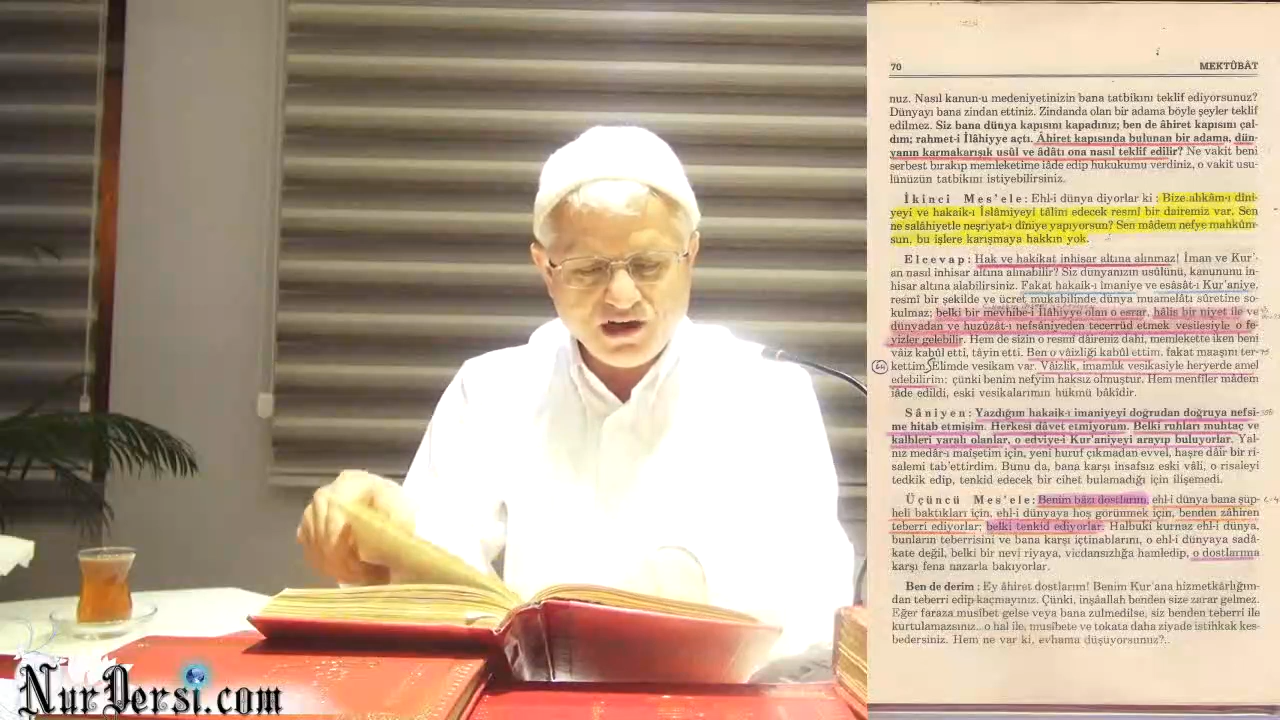 70 MEKTÛBÂT
nuz. Nasıl kanun-u medeniyetinizin bana tatbikını teklif ediyorsunuz?
Dünyayı bana zindan ettiniz. Zindanda olan bir adama böyle şeyler teklif
edilmez. Siz bana dünya kapısını kapadınız; ben de âhiret kapısını çal-
dım; rahmet-i İlâhiyye açtı. Âhiret kapısında bulunan bir adama, dün-
yanın karmakarışık usûl ve âdâtı ona nasıl teklif edilir? Ne vakit beni
serbest bırakıp memleketime iâde edip hukukumu verdiniz, o vakit usu-
lünüzün tatbikını istiyebilirsiniz.
İkinci Mes'ele: Ehl-i dünya diyorlar ki : Bize ahkâm-ı dini-
yeyi ve hakaik-ı İslâmiyeyi tâlim edecek resmî bir dairemiz var. Sen
ne salâhiyetle neşriyat-ı dîniye yapıyorsun? Sen mâdem nefye mahkûm-
sun, bu işlere karışmaya hakkın yok.
Elcevap: Hak ve hakîkat inhisar altına alınmaz! İman ve Kur'-
an nasıl inhisar altına alınabilir? Siz dünyanızın usûlünü, kanununu in-
hisar altına alabilirsiniz. Fakat hakaik-ı imaniye ve esâsât-ı Kur'aniye,
resmî bir şekilde ve ücret mukabilinde dünya muamelâtı sûretine so-
kulmaz; belki bir mevhibe-i İlâhiyye olan o esrar, hâlis bir niyet ile ve
dünyadan ve huzûzât-ı nefsâniyeden tecerrüd etmek vesilesiyle o fe-
yizler gelebilir. Hem de sizin o resmî dâireniz dahi, memlekette iken beni
vâiz kabûl etti, tâyin etti. Ben o vâizliği kabûl ettim, fakat maaşını ter-
kettim. Elimde vesikam var. Vâizlik, imamlık vesikasiyle heryerde amel
edebilirim: çünki benim nefyim haksız olmuştur. Hem menfiler mâdem
iâde edildi, eski vesikalarımın hükmü bâkîdir.
Sâniyen: Yazdığım hakaik-ı imaniyeyi doğrudan doğruya nefsi-
me hitab etmişim. Herkesi dâvet etmiyorum. Belki ruhları muhtaç ve
kalbleri yaralı olanlar, o edviye-i Kur'aniyeyi arayıp buluyorlar. Yal-
nız medâr-ı maîşetim için, yeni huruf çıkmadan evvel, haşre dâir bir ri-
salemi tab'ettirdim. Bunu da, bana karşı insafsız eski vâli, o risaleyi
tedkik edip, tenkid edecek bir cihet bulamadığı için ilişemedi.
Üçüncü Mes'ele: Benim bâzı dostlarım, ehl-i dünya bana şüp-
heli baktıkları için, ehl-i dünyaya hoş görünmek için, benden zâhiren
teberri ediyorlar; belki tenkid ediyorlar. Halbuki kurnaz ehl-i dünya,
bunların teberrisini ve bana karşı içtinablarını, o ehl-i dünyaya sadâ-
kate değil, belki bir nevi riyaya, vicdansızlığa hamledip, o dostlarıma
karşı fena nazarla bakıyorlar.
Ben de derim : Ey âhiret dostlarım! Benim Kur'ana hizmetkârlığım-
dan teberri edip kaçmayınız. Çünki, inşâallah benden size zarar gelmez.
Eğer faraza musîbet gelse veya bana zulmedilse, siz benden teberri ile
kurtulamazsınız.. o hal ile, musîbete ve tokata daha ziyade istihkak kes-
bedersiniz. Hem ne var ki, evhama düşüyorsunuz?..
NurDersi.com